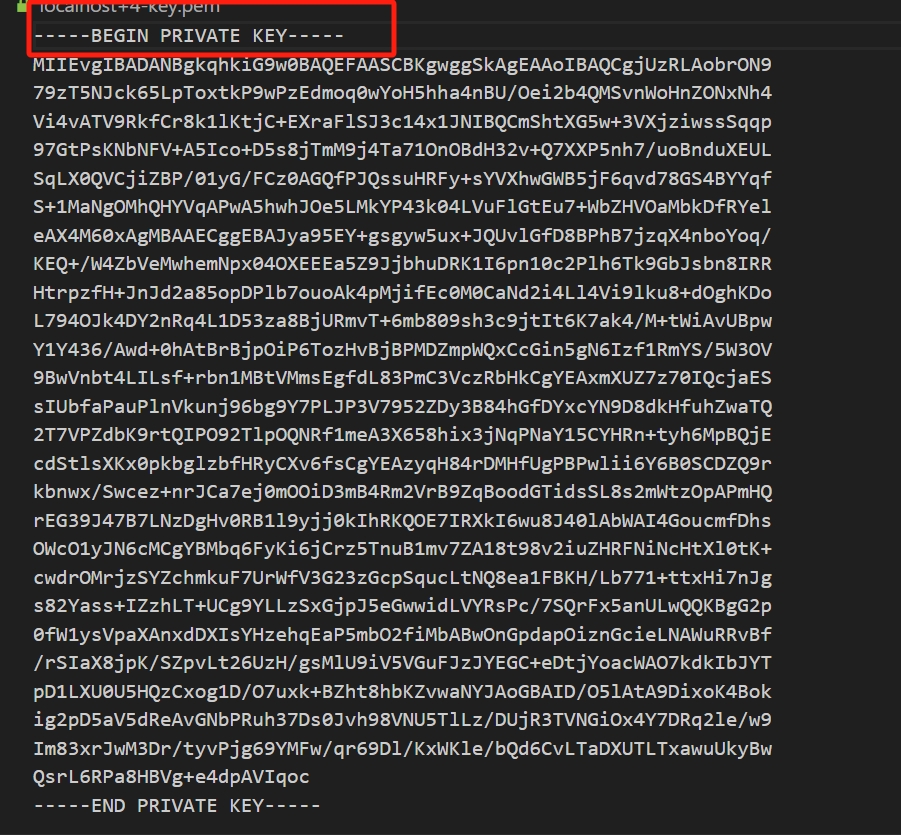 localhost+4-key.pem
-----BEGIN PRIVATE KEY-----
MIIEvgIBADANBgkqhkiG9w0BAQEFAASCBKgwggSkAgEAAoIBAQCgjUzRLAobrON9
79zT5NJck65LpToxtkP9wPzEdmoq0wYoH5hha4nBU/Oei2b4QMSvnWoHnZONxNh4
Vi4vATV9RkfCr8k1lKtjC+EXraFlSJ3c14x1JNIBQCmShtXG5w+3VXjziwssSqqp
97GtPsKNbNFV+A5Ico+D5s8jTmM9j4Ta71OnOBdH32v+Q7XXP5nh7/uoBnduXEUL
SqLX0QVCjiZBP/01yG/FCz0AGQfPJQssuHRFy+sYVXhwGWB5jF6qvd78GS4BYYqf
S+1MaNgOMhQHYVqAPwA5hwhJOe5LMkYP43k04LVuFlGtEu7+WbZHVOaMbkDfRYel
eAX4M60xAgMBAAECggEBAJya95EY+gsgyw5ux+JQUvlGfD8BPhB7jzqX4nboYoq/
KEQ+/W4ZbVeMwhemNpx04OXEEEa5Z9JjbhuDRK1I6pn10c2Plh6Tk9GbJsbn8IRR
HtrpzfH+JnJd2a85opDPlb7ouoAk4pMjifEc0M0CaNd2i4Ll4Vi9lku8+dOghKDo
L794OJk4DY2nRq4L1D53za8BjURmvT+6mb809sh3c9jtIt6K7ak4/M+tWiAvUBpw
Y1Y436/Awd+0hAtBrBjpOiP6TozHvBjBPMDZmpWQxCcGin5gN6Izf1RmYS/5W3OV
9BwVnbt4LILsf+rbn1MBtVMmsEgfdL83PmC3VczRbHkCgYEAxmXUZ7z70IQcjaES
sIUbfaPauPlnVkunj96bg9Y7PLJP3V7952ZDy3B84hGfDYxcYN9D8dkHfuhZwaTQ
2T7VPZdbK9rtQIPO92TlpOQNRf1meA3X658hix3jNqPNaY15CYHRn+tyh6MpBQjE
cdStlsXKx0pkbglzbfHRyCXv6fsCgYEAzyqH84rDMHfUgPBPwlii6Y6B0SCDZQ9r
kbnwx/Swcez+nrJCa7ej0mOOiD3mB4Rm2VrB9ZqBoodGTidsSL8s2mWtzOpAPmHQ
rEG39J47B7LNzDgHv0RB1l9yjj0kIhRKQOE7IRXkI6wu8J40lAbWAI4GoucmfDhs
OWcO1yJN6cMCgYBMbq6FyKi6jCrz5TnuB1mv7ZA18t98v2iuZHRFNiNcHtXl0tK+
cwdrOMrjzSYZchmkuF7UrWfV3G23zGcpSqucLtNQ8ea1FBKH/Lb771+ttxHi7nJg
s82Yass+IZzhLT+UCg9YLLzSxGjpJ5eGwwidLVYRsPc/7SQrFx5anULwQQKBgG2p
0fW1ysVpaXAnxdDXIsYHzehqEaP5mbO2fiMbABwOnGpdapOiznGcieLNAWuRRvBf
/rSIaX8jpK/SZpvLt26UzH/gsMlU9iV5VGuFJzJYEGC+eDtjYoacWAO7kdkIbJYT
pD1LXU0U5HQzCxog1D/O7uxk+BZht8hbKZvwaNYJAoGBAID/O5lAtA9DixoK4Bok
ig2pD5aV5dReAvGNbPRuh37Ds0Jvh98VNU5TlLz/DUjR3TVNGiOx4Y7DRq2le/w9
Im83xrJwM3Dr/tyvPjg69YMFw/qr69Dl/KxWKle/bQd6CvLTaDXUTLTxawuUkyBw
QsrL6RPa8HBVg+e4dpAVIqoc
-----END PRIVATE KEY-----